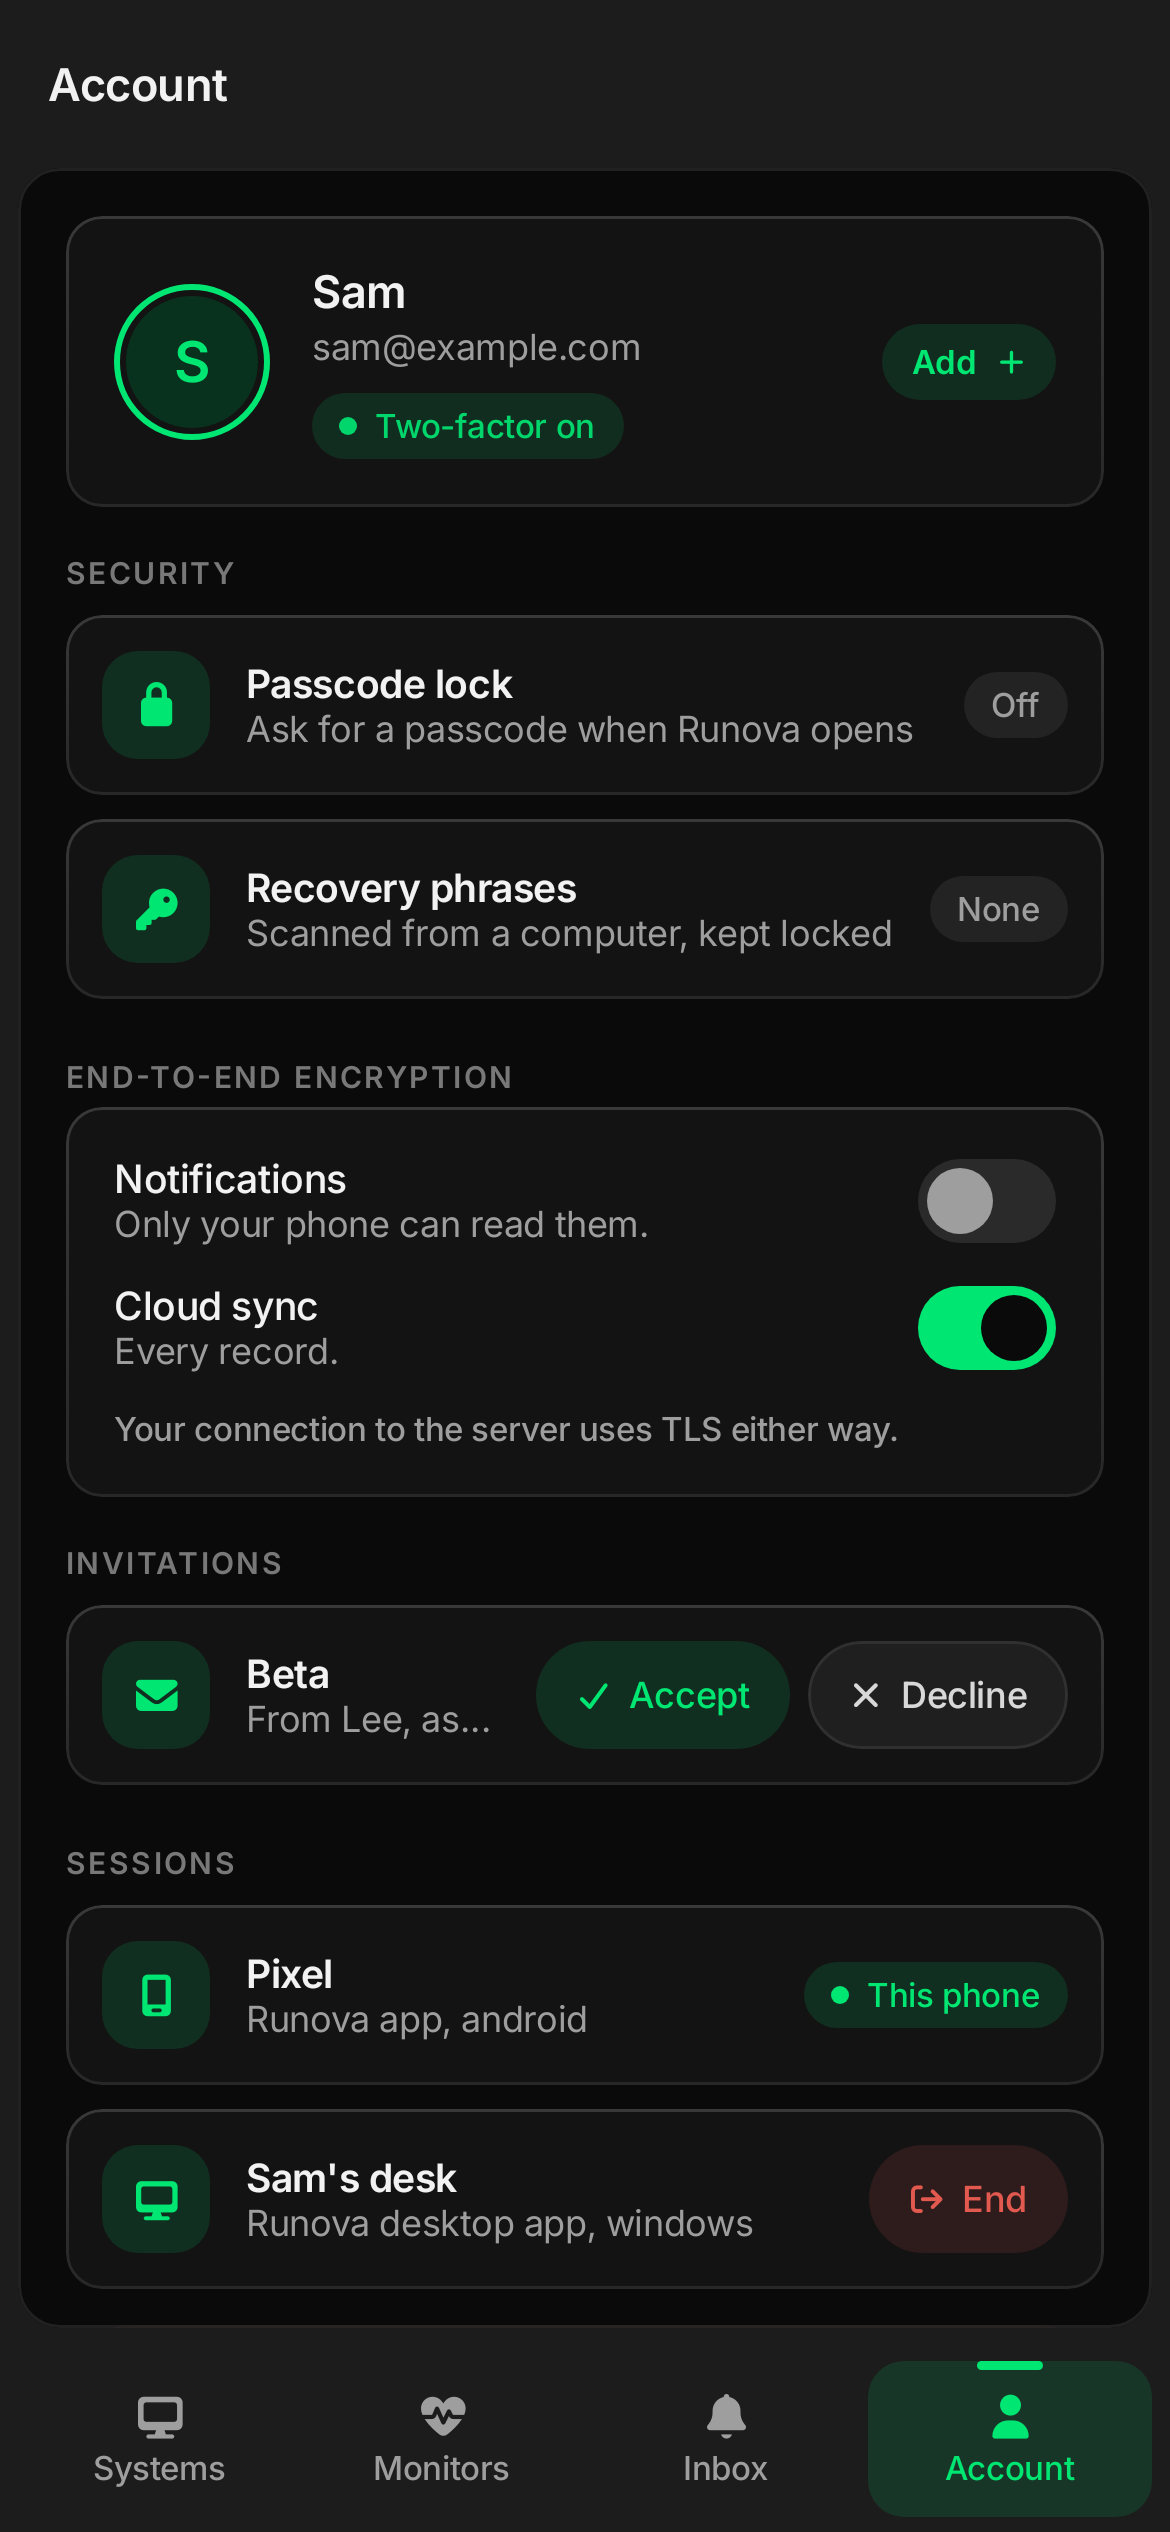 Account
S
Sam
sam@example.com
Two-factor on
Add +
SECURITY
Passcode lock
Ask for a passcode when Runova opens
Off
Recovery phrases
Scanned from a computer, kept locked
None
END-TO-END ENCRYPTION
Notifications
Only your phone can read them.
Cloud sync
Every record.
Your connection to the server uses TLS either way.
INVITATIONS
Beta
From Lee, as...
Accept
Decline
SESSIONS
Pixel
Runova app, android
This phone
Sam's desk
Runova desktop app, windows
End
Systems
Monitors
Inbox
Account